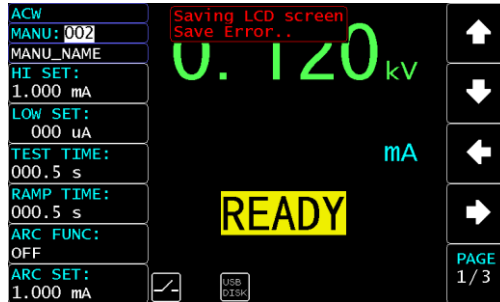 ACW
MANU: 002
MANU_NAME
HI SET:
1.000 mA
LOW SET:
000 uA
TEST TIME:
000.5 s
RAMP TIME:
000.5 s
ARC FUNC:
OFF
ARC SET:
1.000 mA
Saving LCD screen
Save Error..
0.120 kV
mA
READY
USB
DISK
PAGE
1/3